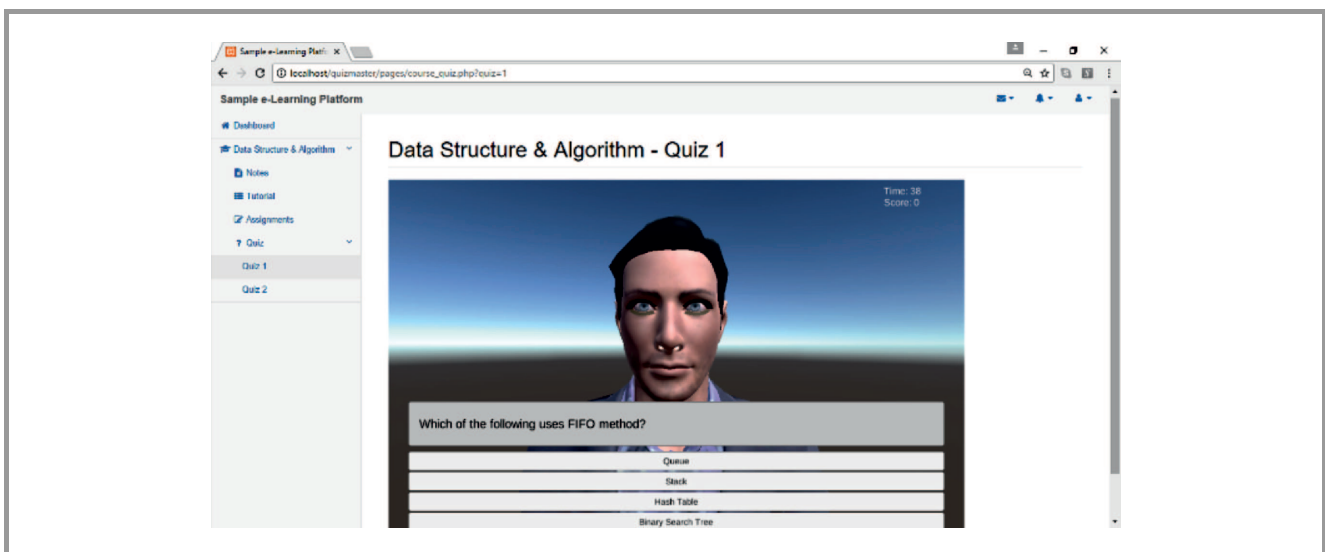 Sample e-Learning Platfo
localhost/quizmaster/pages/course_quiz.php?quiz=1
Sample e-Learning Platform
Dashboard
Data Structure & Algorithm
Notes
Tutorial
Assignments
? Quiz
Quiz 1
Quiz 2
Data Structure & Algorithm - Quiz 1
Time: 38
Score: 0
Which of the following uses FIFO method?
Queue
Stack
Hash Table
Binary Search Tree